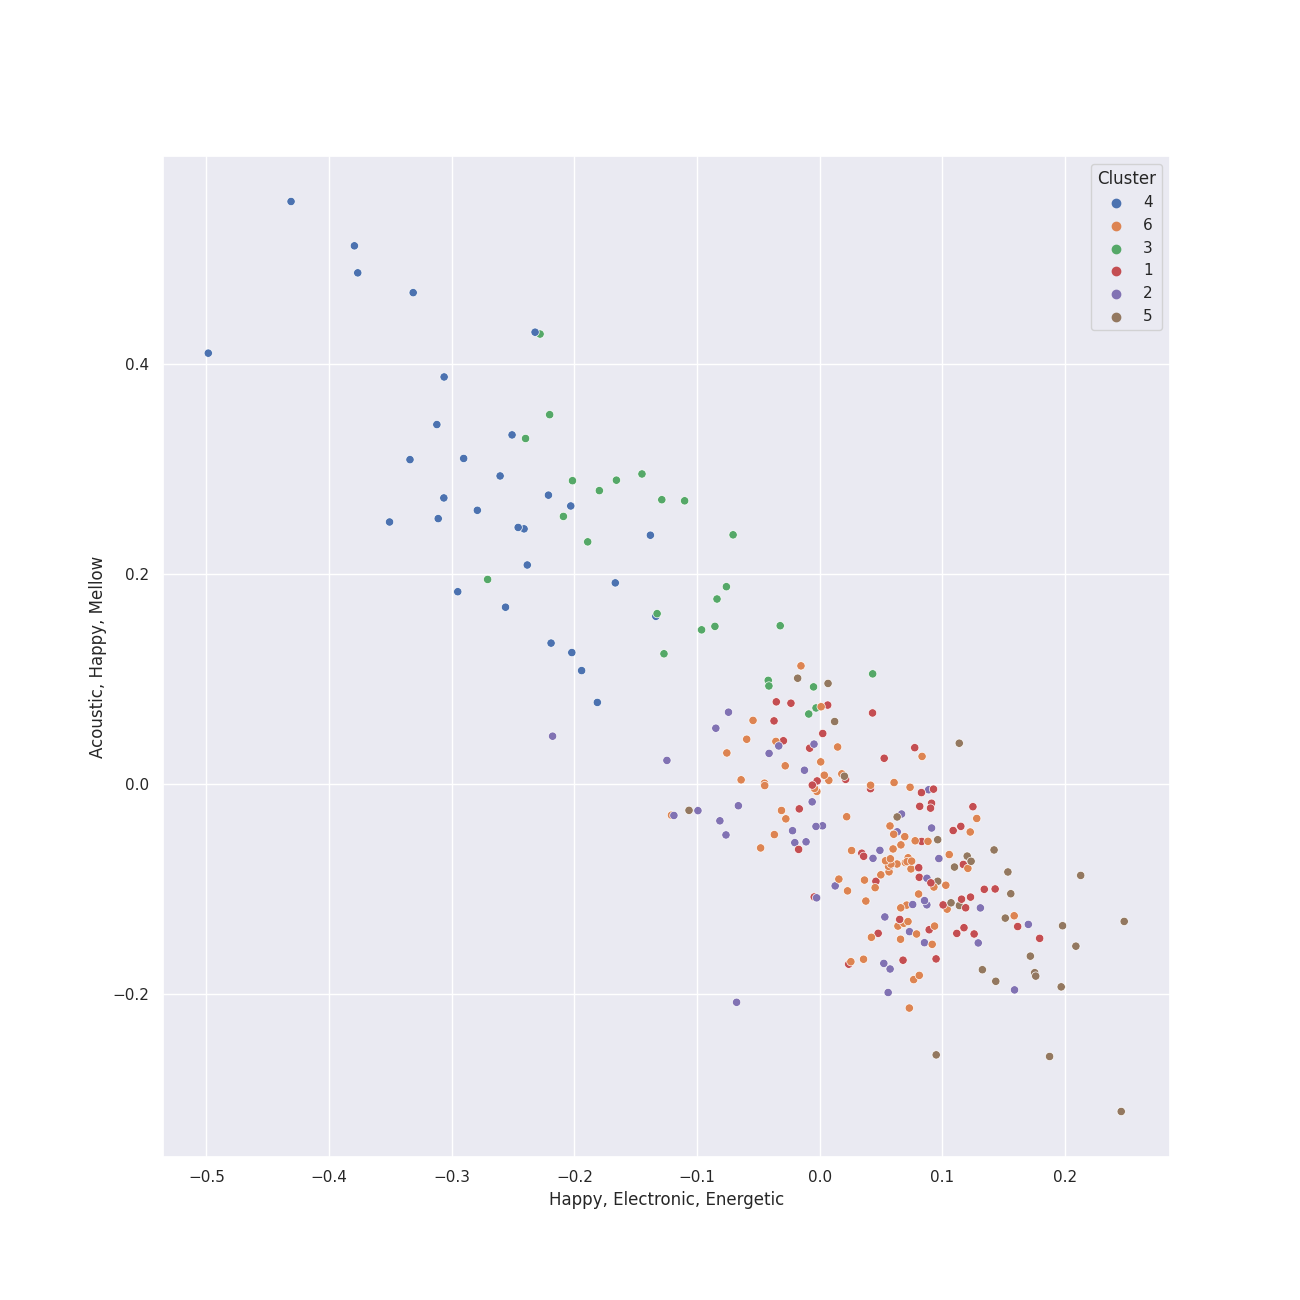 Cluster
4
6
3
1
2
5
Acoustic, Happy, Mellow
0.4
0.2
0.0
−0.2
−0.5 −0.4 −0.3 −0.2 −0.1 0.0 0.1 0.2
Happy, Electronic, Energetic